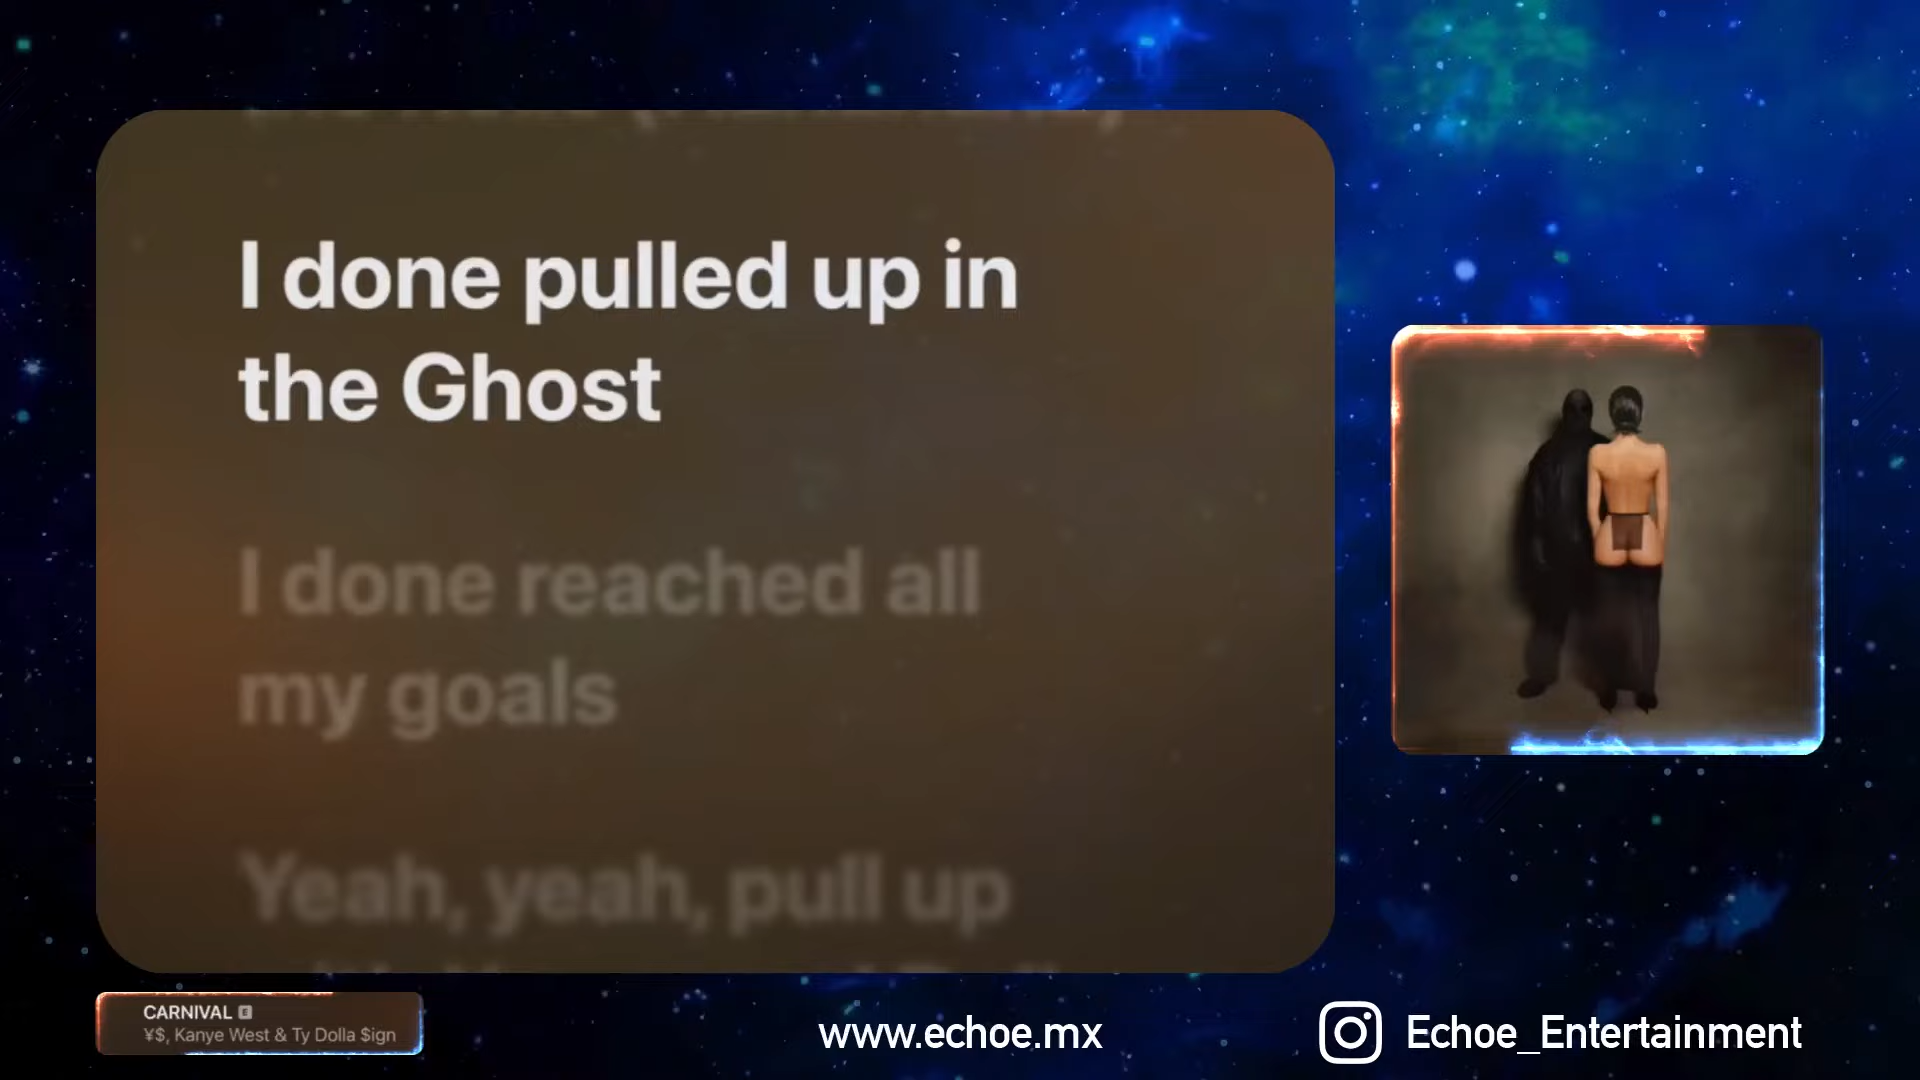 I done pulled up in
the Ghost
I done reached all
my goals
Yeah, yeah, pull up
CARNIVAL E
¥$, Kanye West & Ty Dolla $ign
www.echoe.mx
Echoe_Entertainment